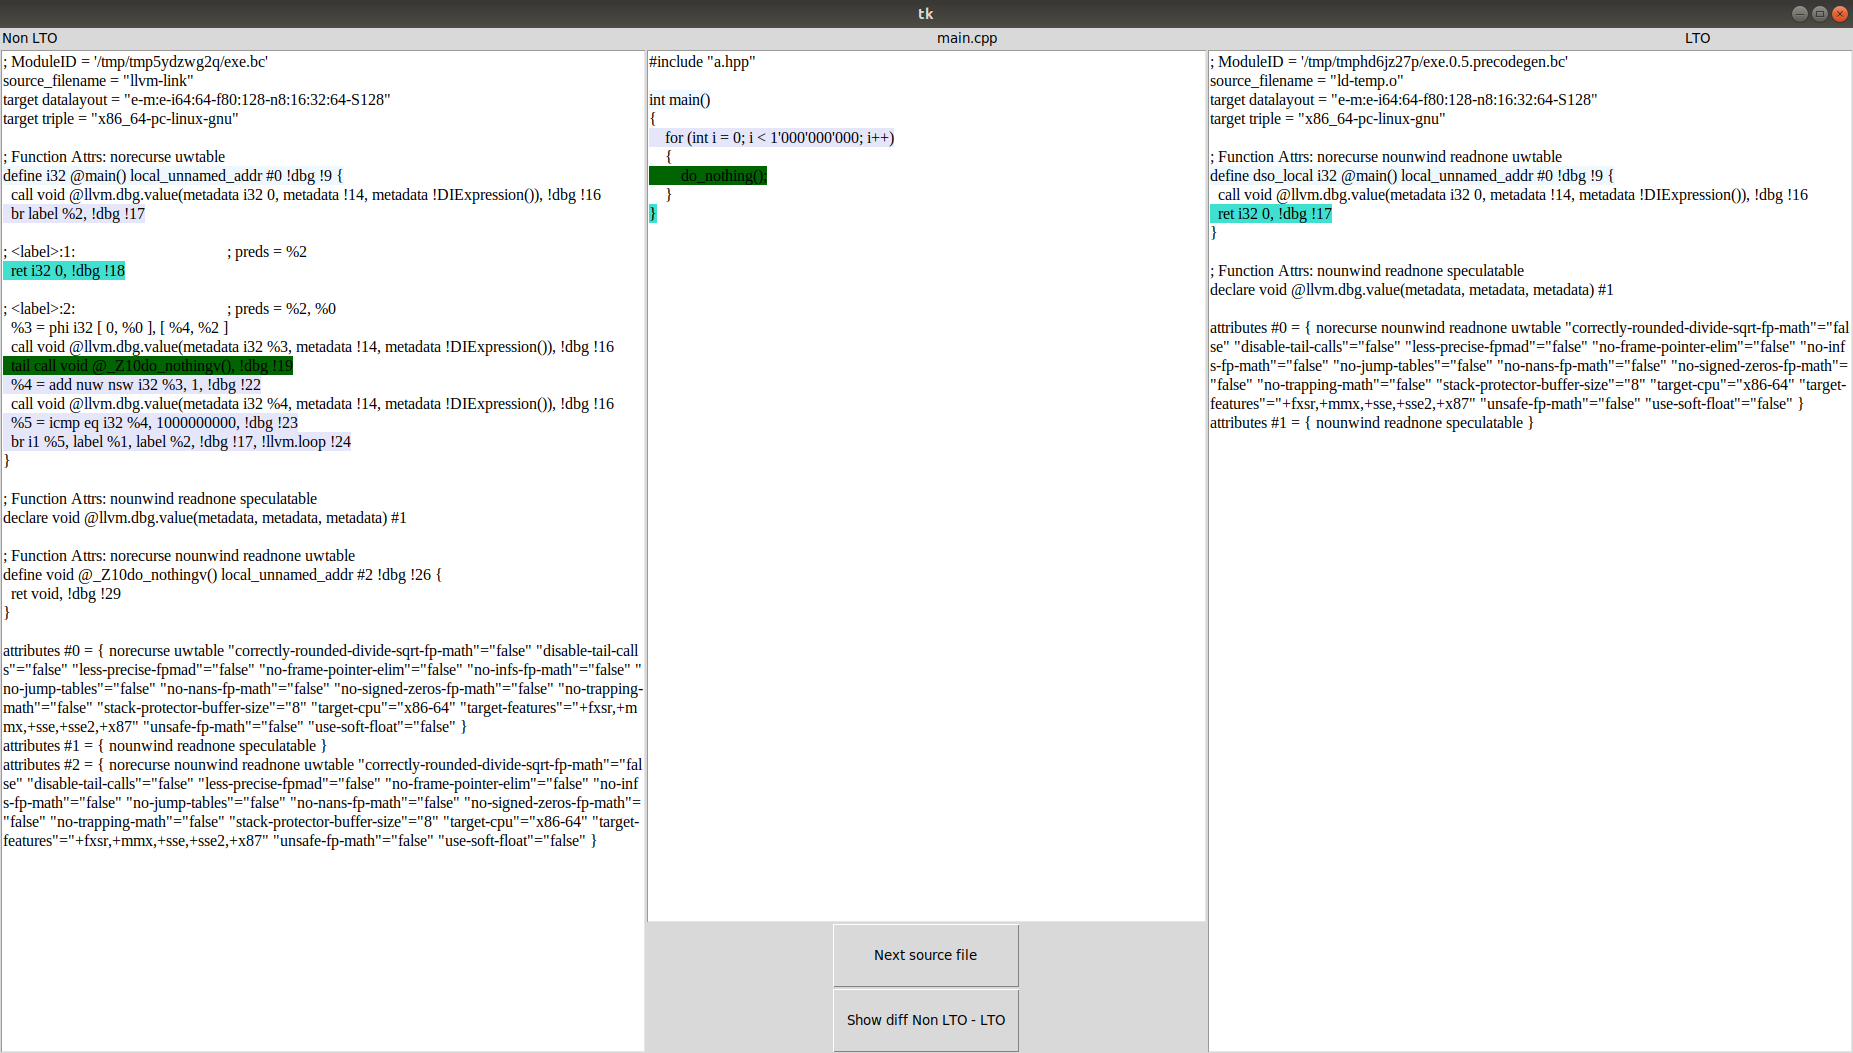 tk
Non LTO
main.cpp
LTO
; ModuleID = '/tmp/tmp5ydzwg2q/exe.bc'
source_filename = "llvm-link"
target datalayout = "e-m:e-i64:64-f80:128-n8:16:32:64-S128"
target triple = "x86_64-pc-linux-gnu"
; Function Attrs: norecurse uwtable
define i32 @main() local_unnamed_addr #0 !dbg !9 {
call void @llvm.dbg.value(metadata i32 0, metadata !14, metadata !DIExpression()), !dbg !16
br label %2, !dbg !17
; <label>:1: ; preds = %2
ret i32 0, !dbg !18
; <label>:2: ; preds = %2, %0
%3 = phi i32 [ 0, %0 ], [ %4, %2 ]
call void @llvm.dbg.value(metadata i32 %3, metadata !14, metadata !DIExpression()), !dbg !16
tail call void @_Z10do_nothingv(), !dbg !19
%4 = add nuw nsw i32 %3, 1, !dbg !22
call void @llvm.dbg.value(metadata i32 %4, metadata !14, metadata !DIExpression()), !dbg !16
%5 = icmp eq i32 %4, 1000000000, !dbg !23
br i1 %5, label %1, label %2, !dbg !17, !llvm.loop !24
}
; Function Attrs: nounwind readnone speculatable
declare void @llvm.dbg.value(metadata, metadata, metadata) #1
; Function Attrs: norecurse nounwind readnone uwtable
define void @_Z10do_nothingv() local_unnamed_addr #2 !dbg !26 {
ret void, !dbg !29
}
attributes #0 = { norecurse uwtable "correctly-rounded-divide-sqrt-fp-math"="false" "disable-tail-call
s"="false" "less-precise-fpmad"="false" "no-frame-pointer-elim"="false" "no-infs-fp-math"="false" "
no-jump-tables"="false" "no-nans-fp-math"="false" "no-signed-zeros-fp-math"="false" "no-trapping-
math"="false" "stack-protector-buffer-size"="8" "target-cpu"="x86-64" "target-features"="+fxsr,+m
mx,+sse,+sse2,+x87" "unsafe-fp-math"="false" "use-soft-float"="false" }
attributes #1 = { nounwind readnone speculatable }
attributes #2 = { norecurse nounwind readnone uwtable "correctly-rounded-divide-sqrt-fp-math"="fal
se" "disable-tail-calls"="false" "less-precise-fpmad"="false" "no-frame-pointer-elim"="false" "no-inf
s-fp-math"="false" "no-jump-tables"="false" "no-nans-fp-math"="false" "no-signed-zeros-fp-math"=
"false" "no-trapping-math"="false" "stack-protector-buffer-size"="8" "target-cpu"="x86-64" "target-
features"="+fxsr,+mmx,+sse,+sse2,+x87" "unsafe-fp-math"="false" "use-soft-float"="false" }
#include "a.hpp"
int main()
{
for (int i = 0; i < 1'000'000'000; i++)
{
do_nothing();
}
}
Next source file
Show diff Non LTO - LTO
; ModuleID = '/tmp/tmphd6jz27p/exe.0.5.precodegen.bc'
source_filename = "ld-temp.o"
target datalayout = "e-m:e-i64:64-f80:128-n8:16:32:64-S128"
target triple = "x86_64-pc-linux-gnu"
; Function Attrs: norecurse nounwind readnone uwtable
define dso_local i32 @main() local_unnamed_addr #0 !dbg !9 {
call void @llvm.dbg.value(metadata i32 0, metadata !14, metadata !DIExpression()), !dbg !16
ret i32 0, !dbg !17
}
; Function Attrs: nounwind readnone speculatable
declare void @llvm.dbg.value(metadata, metadata, metadata) #1
attributes #0 = { norecurse nounwind readnone uwtable "correctly-rounded-divide-sqrt-fp-math"="fal
se" "disable-tail-calls"="false" "less-precise-fpmad"="false" "no-frame-pointer-elim"="false" "no-inf
s-fp-math"="false" "no-jump-tables"="false" "no-nans-fp-math"="false" "no-signed-zeros-fp-math"=
"false" "no-trapping-math"="false" "stack-protector-buffer-size"="8" "target-cpu"="x86-64" "target-
features"="+fxsr,+mmx,+sse,+sse2,+x87" "unsafe-fp-math"="false" "use-soft-float"="false" }
attributes #1 = { nounwind readnone speculatable }